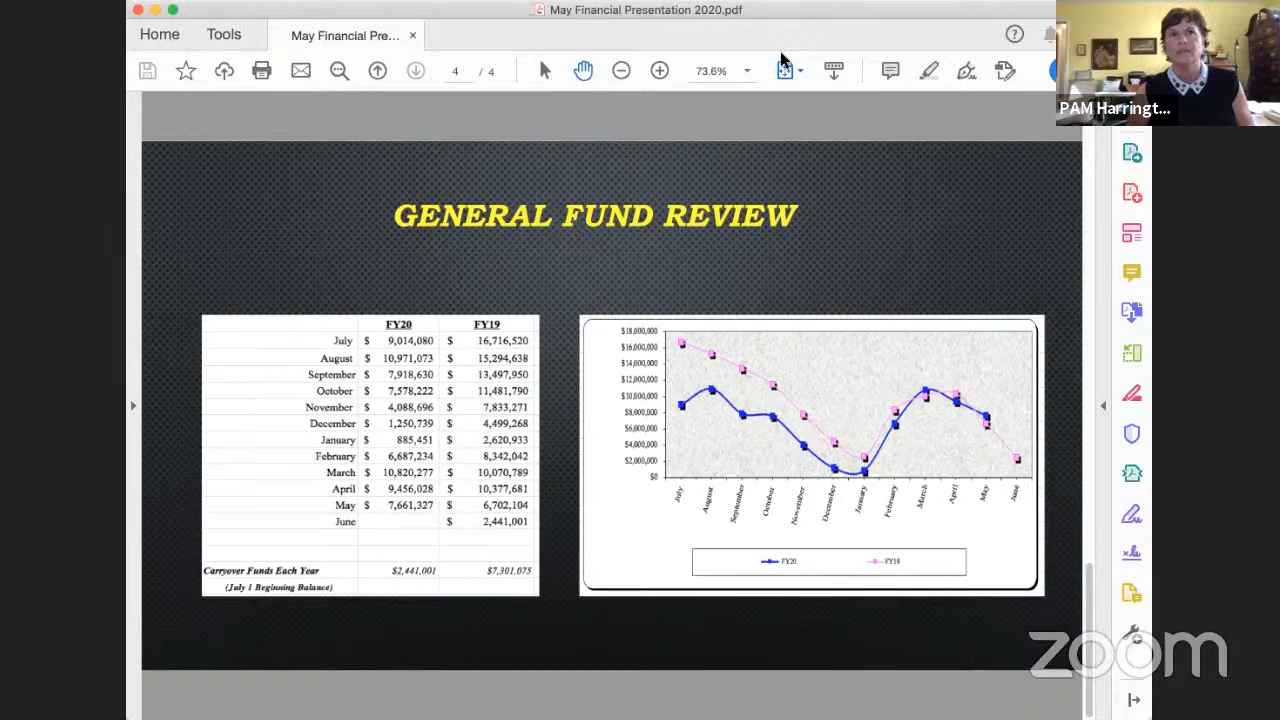 May Financial Presentation 2020.pdf
Home Tools May Financial Pre... ×
4 / 4 73.6%
PAM Harringt...
GENERAL FUND REVIEW
FY20 FY19
July $ 9,014,080 $ 16,716,520
August $ 10,971,073 $ 15,294,638
September $ 7,918,630 $ 13,497,950
October $ 7,578,222 $ 11,481,790
November $ 4,088,696 $ 7,833,271
December $ 1,250,739 $ 4,499,268
January $ 885,451 $ 2,620,933
February $ 6,687,234 $ 8,342,042
March $ 10,820,277 $ 10,070,789
April $ 9,456,028 $ 10,377,681
May $ 7,661,327 $ 6,702,104
June $ 2,441,001
Carryover Funds Each Year $2,441,001 $7,301,075
(July 1 Beginning Balance)
$18,000,000
$16,000,000
$14,000,000
$12,000,000
$10,000,000
$8,000,000
$6,000,000
$4,000,000
$2,000,000
$0
July August September October November December January February March April May June
FY20 FY19
zoom